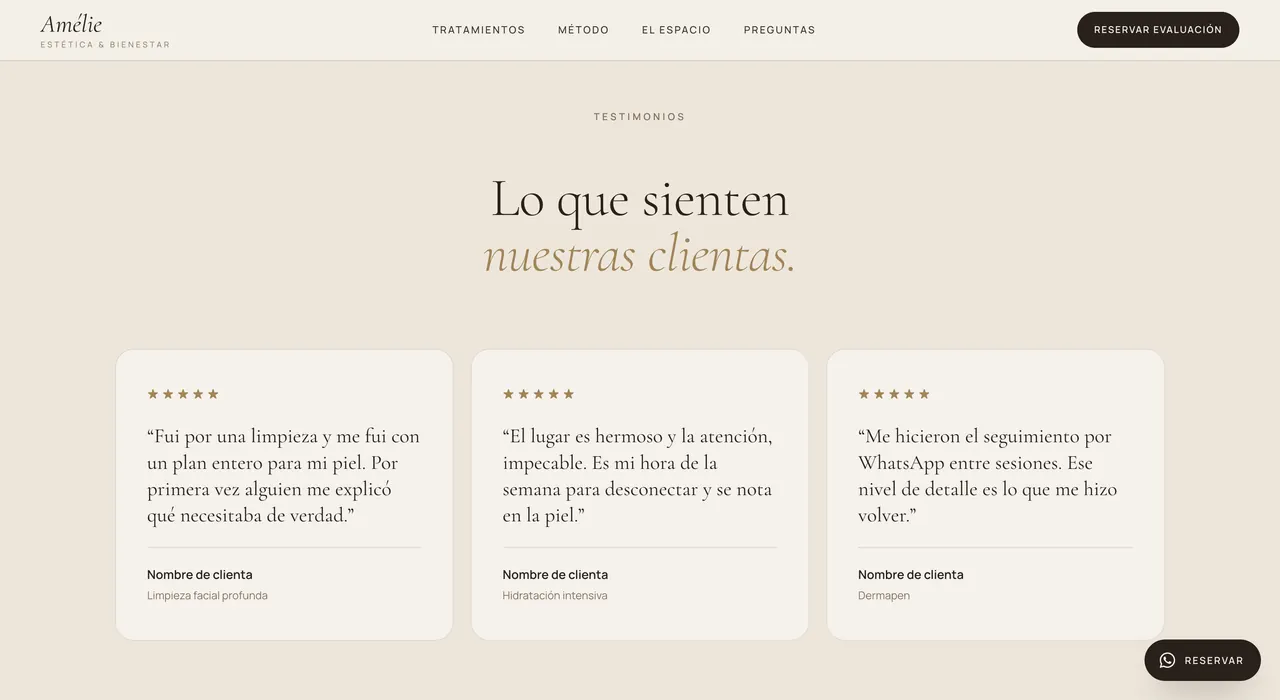 Amélie
ESTÉTICA & BIENESTAR
TRATAMIENTOS
MÉTODO
EL ESPACIO
PREGUNTAS
RESERVAR EVALUACIÓN
TESTIMONIOS
Lo que sienten
nuestras clientas.
“Fui por una limpieza y me fui con
un plan entero para mi piel. Por
primera vez alguien me explicó
qué necesitaba de verdad.”
Nombre de clienta
Limpieza facial profunda
“El lugar es hermoso y la atención,
impecable. Es mi hora de la
semana para desconectar y se nota
en la piel.”
Nombre de clienta
Hidratación intensiva
“Me hicieron el seguimiento por
WhatsApp entre sesiones. Ese
nivel de detalle es lo que me hizo
volver.”
Nombre de clienta
Dermapen
RESERVAR